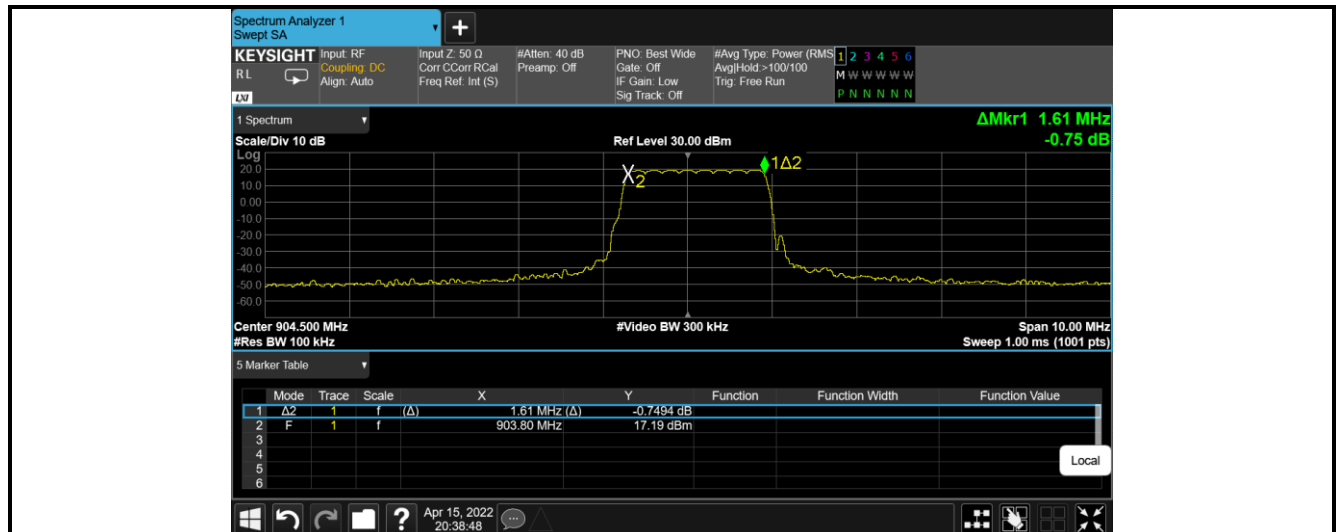 Spectrum Analyzer 1
Swept SA
+
KEYSIGHT Input: RF Input Z: 50 Ω #Atten: 40 dB PNO: Best Wide #Avg Type: Power (RMS 1 2 3 4 5 6
RL Coupling: DC Corr CCorr RCal Preamp: Off Gate: Off Avg|Hold:>100/100 M W W W W W
Align: Auto Freq Ref: Int (S) IF Gain: Low Trig: Free Run P N N N N N
LXI Sig Track: Off
1 Spectrum ΔMkr1 1.61 MHz
Scale/Div 10 dB Ref Level 30.00 dBm -0.75 dB
Log
20.0
10.0
0.00
-10.0
-20.0
-30.0
-40.0
-50.0
-60.0
X2
1Δ2
Center 904.500 MHz #Video BW 300 kHz Span 10.00 MHz
#Res BW 100 kHz Sweep 1.00 ms (1001 pts)
5 Marker Table
Mode Trace Scale X Y Function Function Width Function Value
1 Δ2 1 f (Δ) 1.61 MHz (Δ) -0.7494 dB
2 F 1 f 903.80 MHz 17.19 dBm
3
4
5
6
Local
? Apr 15, 2022
20:38:48